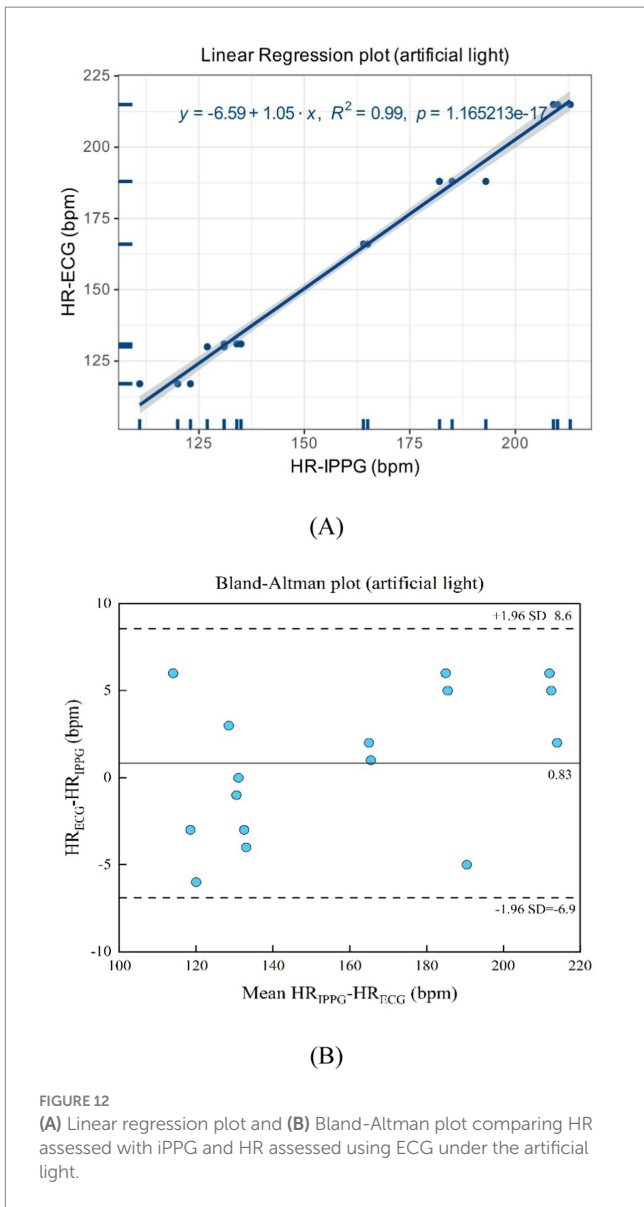 Linear Regression plot (artificial light)
225
y = -6.59 + 1.05 · x, R² = 0.99, p = 1.165213e-17
200
175
150
125
HR-ECG (bpm)
125 150 175 200
HR-IPPG (bpm)
(A)
Bland-Altman plot (artificial light)
10
+1.96 SD 8.6
5
0.83
0
-5
-1.96 SD=-6.9
-10
HR_ECG-HR_IPPG (bpm)
100 120 140 160 180 200 220
Mean HR_IPPG-HR_ECG (bpm)
(B)
FIGURE 12
(A) Linear regression plot and (B) Bland-Altman plot comparing HR
assessed with iPPG and HR assessed using ECG under the artificial
light.